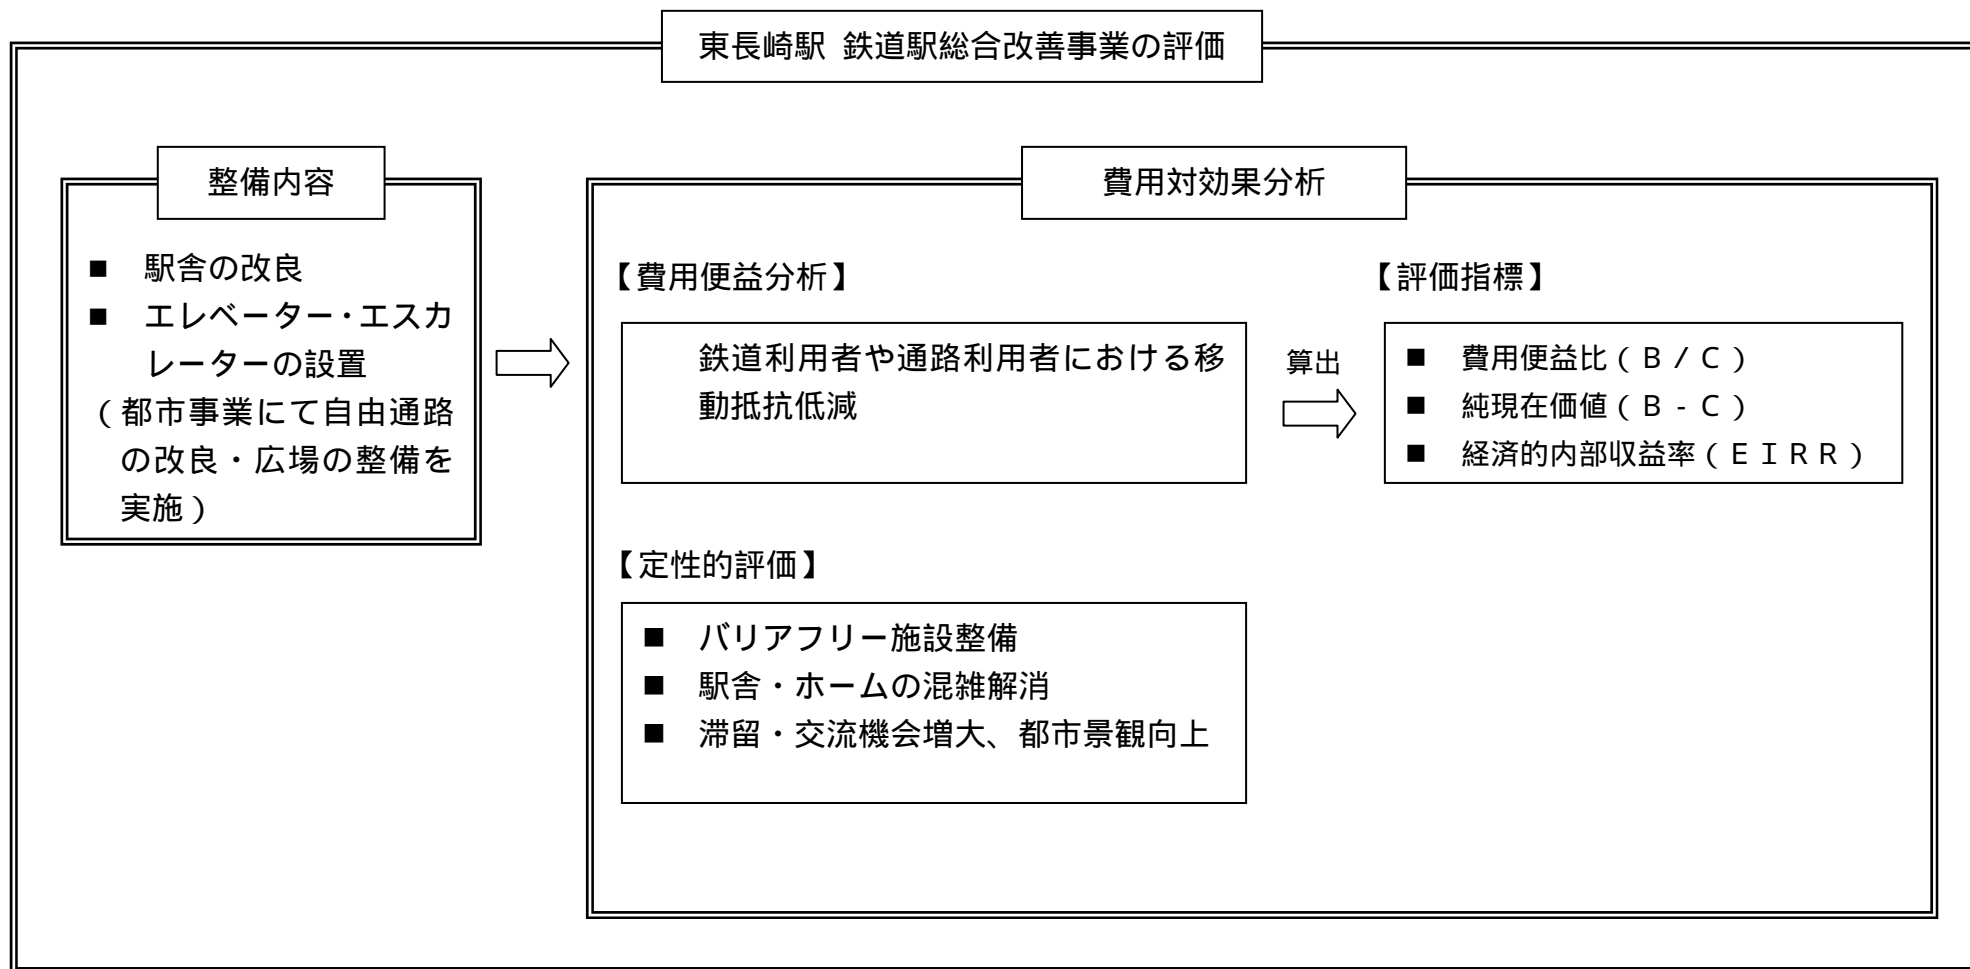 東長崎駅 鉄道駅総合改善事業の評価
整備内容
■ 駅舎の改良
■ エレベーター・エスカ
レーターの設置
(都市事業にて自由通路
の改良・広場の整備を
実施)
費用対効果分析
【費用便益分析】
鉄道利用者や通路利用者における移
動抵抗低減
算出
【評価指標】
■ 費用便益比(B/C)
■ 純現在価値(B-C)
■ 経済的内部収益率(EIRR)
【定性的評価】
■ バリアフリー施設整備
■ 駅舎・ホームの混雑解消
■ 滞留・交流機会増大、都市景観向上